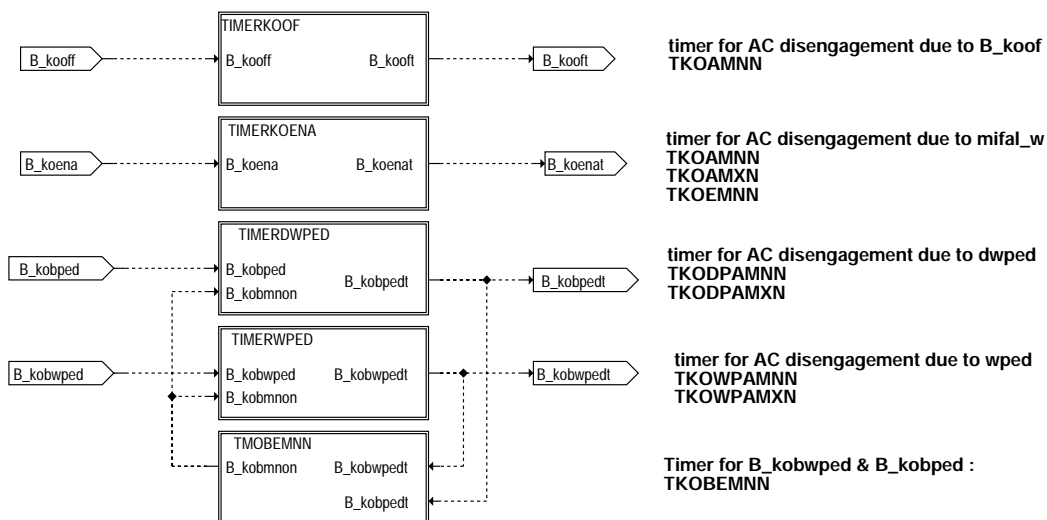 TIMERKOOF
B_kooff
B_kooff
B_kooft
B_kooft
timer for AC disengagement due to B_koof
TKOAMNN
TIMERKOENA
B_koena
B_koena
B_koenat
B_koenat
timer for AC disengagement due to mifal_w
TKOAMNN
TKOAMXN
TKOEMNN
TIMERDWPED
B_kobped
B_kobped
B_kobmnon
B_kobpedt
B_kobpedt
timer for AC disengagement due to dwped
TKODPAMNN
TKODPAMXN
TIMERWPED
B_kobwped
B_kobwped
B_kobmnon
B_kobwpedt
B_kobwpedt
timer for AC disengagement due to wped
TKOWPAMNN
TKOWPAMXN
TMOBEMNN
B_kobmnon
B_kobwpedt
B_kobpedt
Timer for B_kobwped & B_kobped :
TKOBEMNN